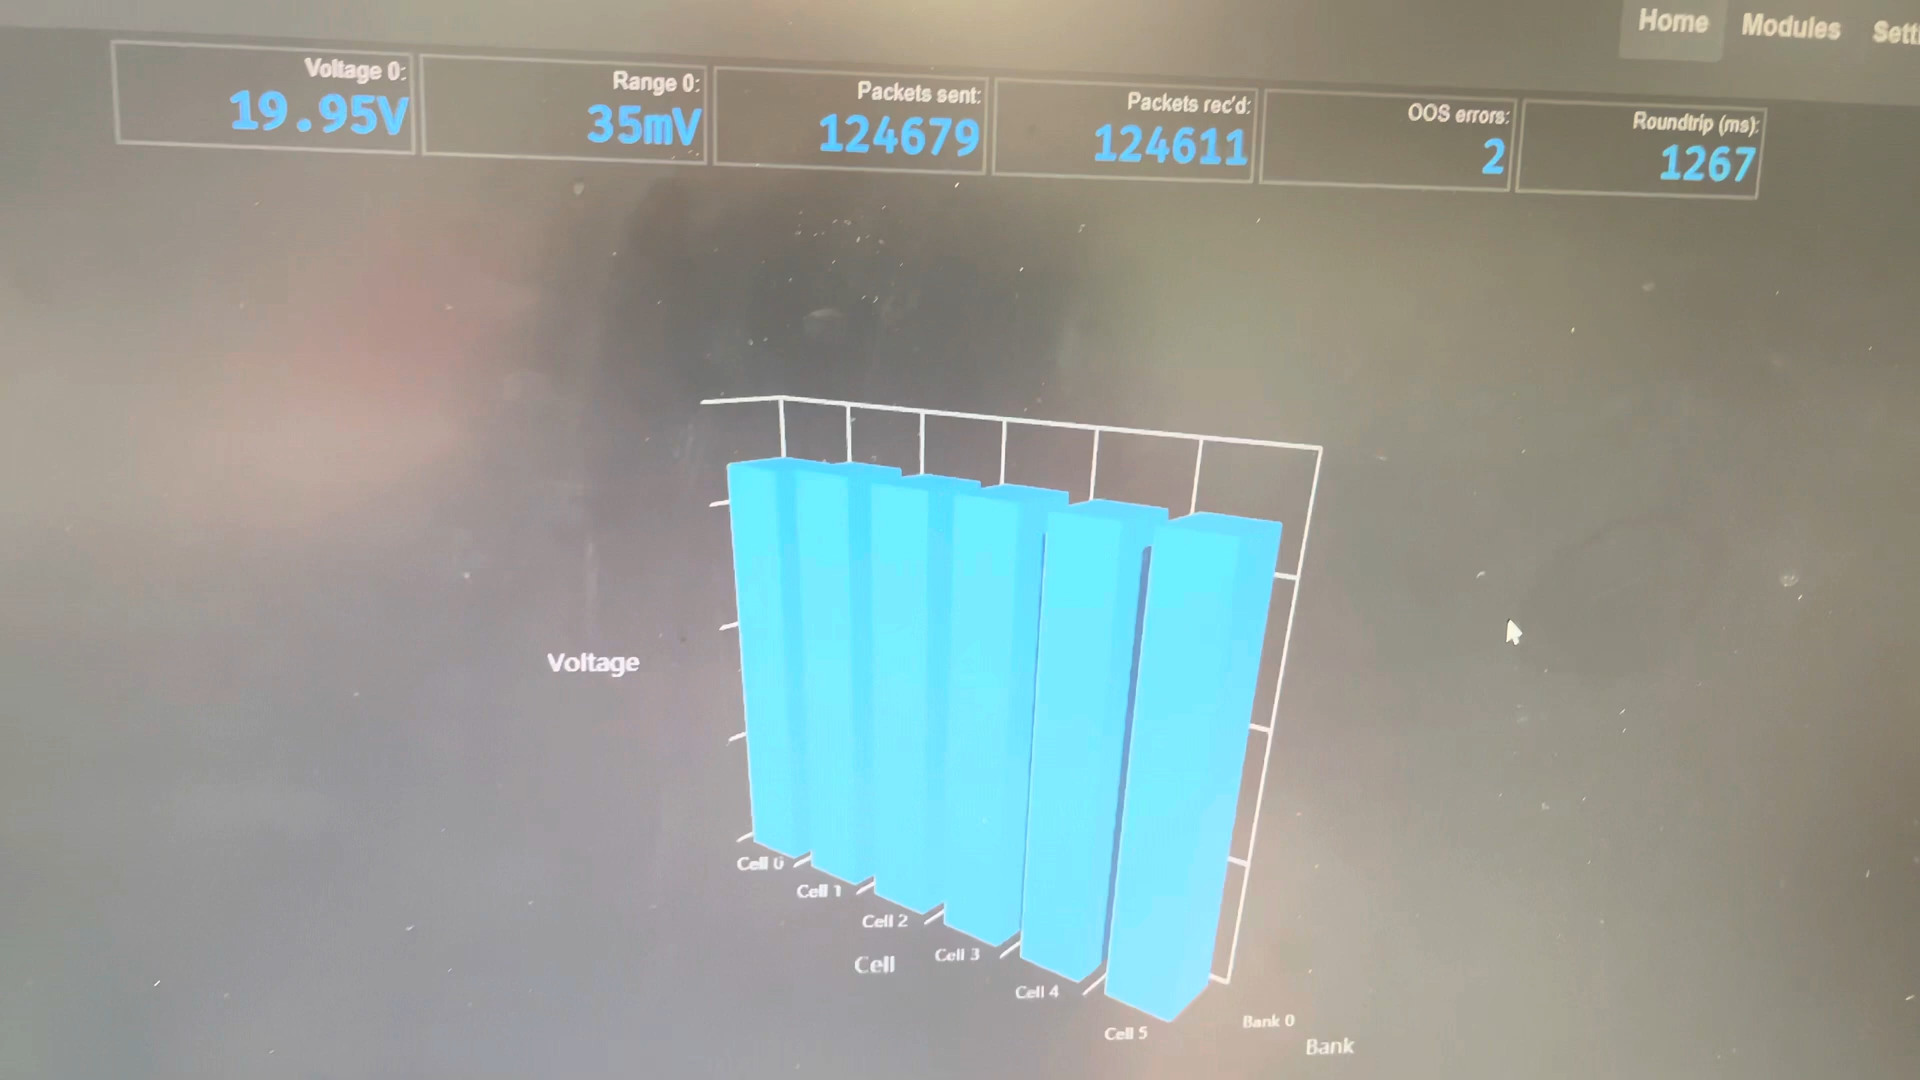 Home Modules
Voltage 0:
19.95V
Range 0:
35mV
Packets sent:
124679
Packets rec'd:
124611
OOS errors:
2
Roundtrip (ms):
1267
Voltage
Cell 0
Cell 1
Cell 2
Cell 3
Cell 4
Cell 5
Cell
Bank 0
Bank